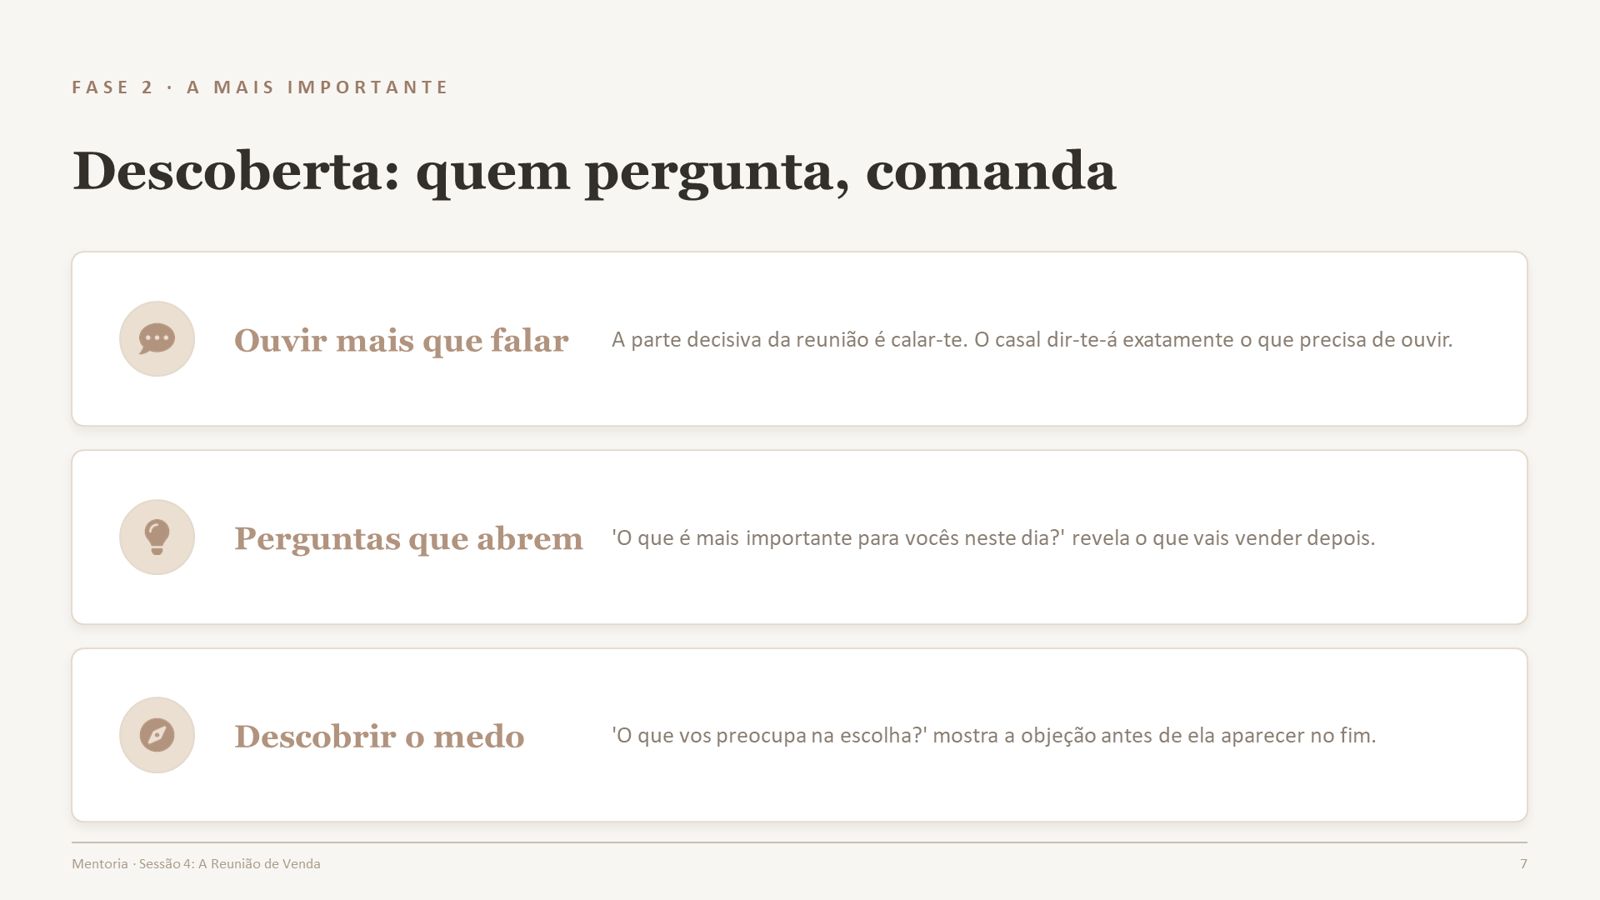 FASE 2 · A MAIS IMPORTANTE
Descoberta: quem pergunta, comanda
Ouvir mais que falar
A parte decisiva da reunião é calar-te. O casal dir-te-á exatamente o que precisa de ouvir.
Perguntas que abrem
'O que é mais importante para vocês neste dia?' revela o que vais vender depois.
Descobrir o medo
'O que vos preocupa na escolha?' mostra a objeção antes de ela aparecer no fim.
Mentoria · Sessão 4: A Reunião de Venda
7